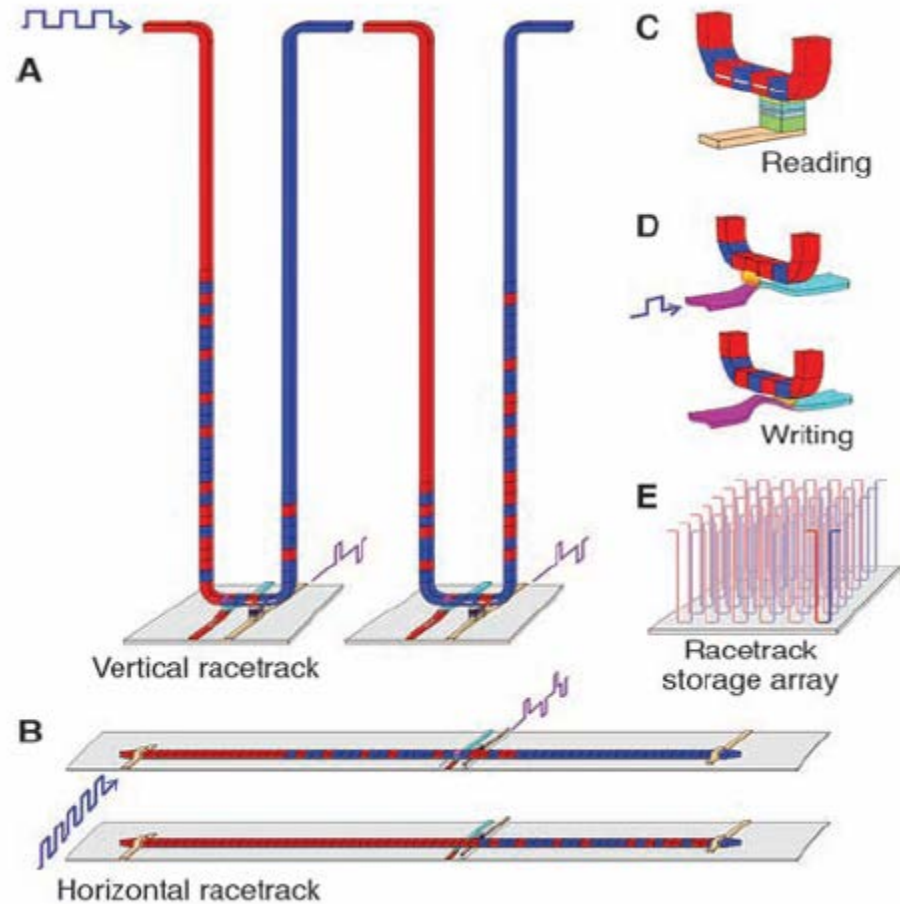 A
Vertical racetrack
B
Horizontal racetrack
C
Reading
D
Writing
E
Racetrack
storage array